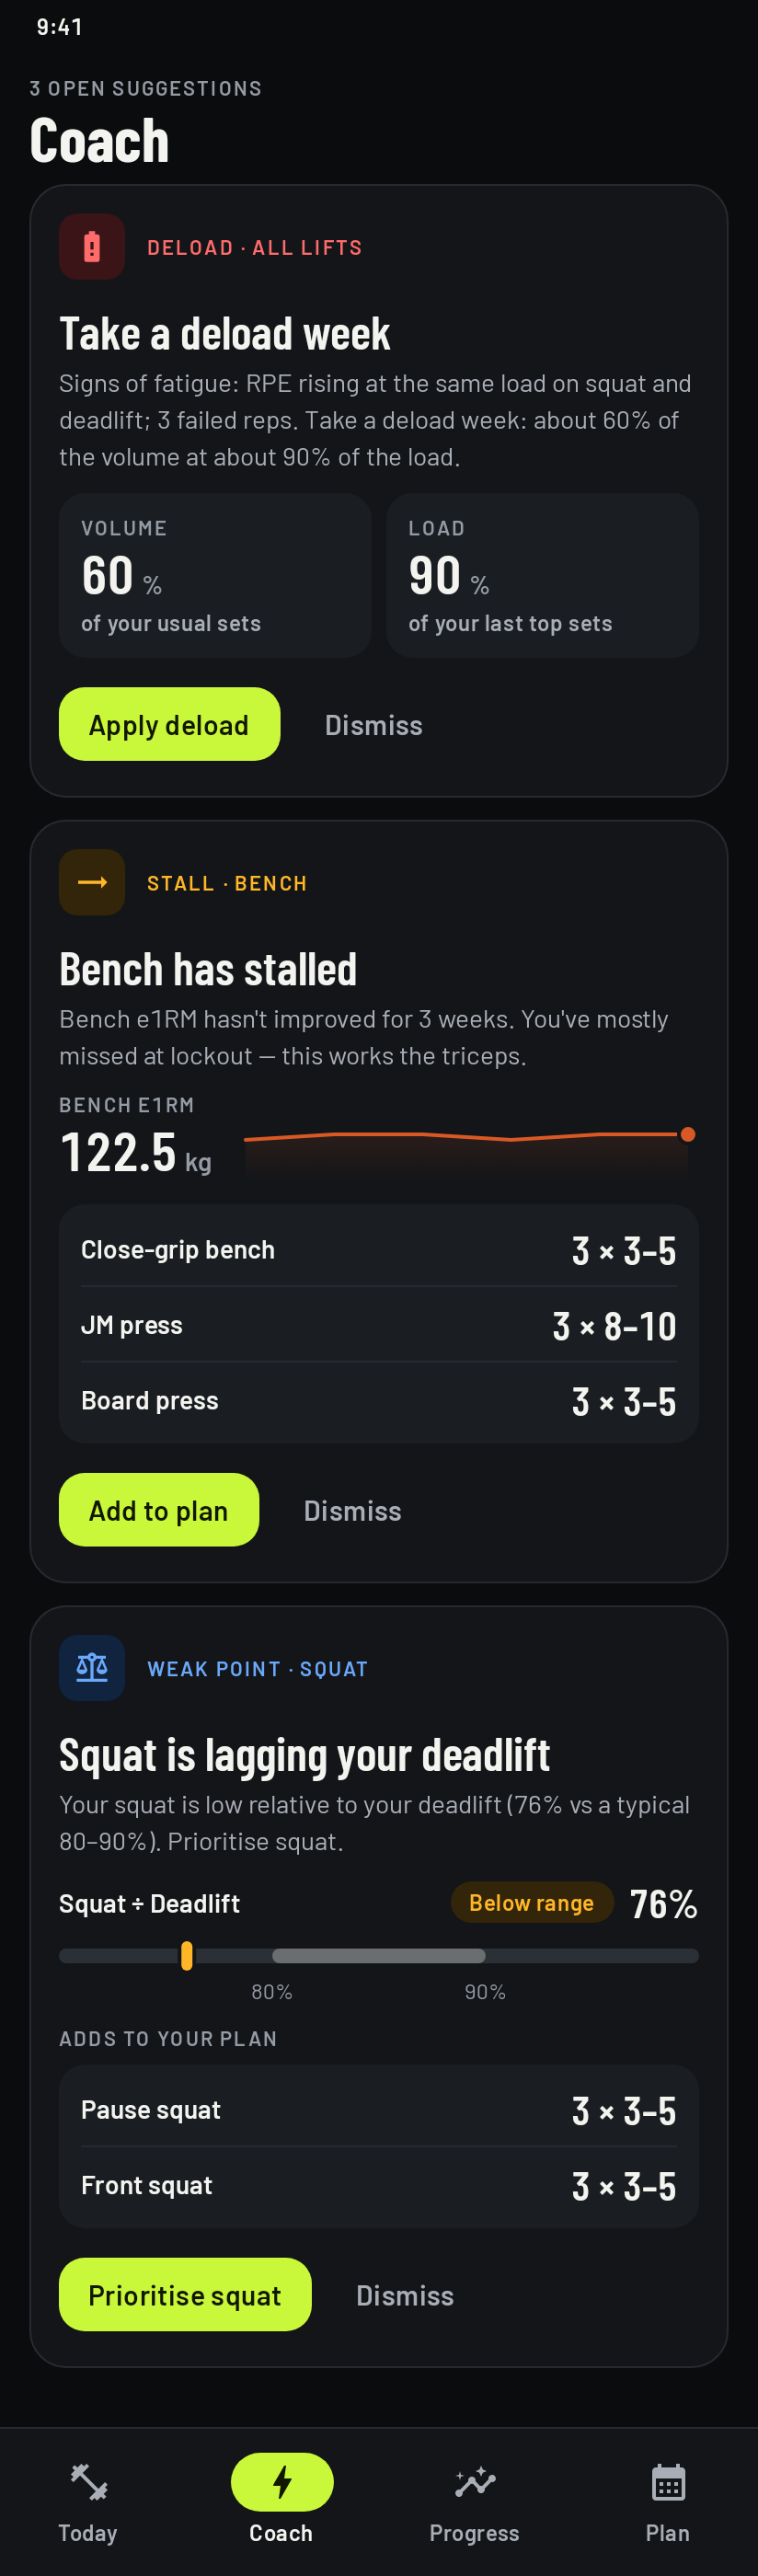 9:41
3 OPEN SUGGESTIONS
Coach
DELOAD · ALL LIFTS
Take a deload week
Signs of fatigue: RPE rising at the same load on squat and
deadlift; 3 failed reps. Take a deload week: about 60% of
the volume at about 90% of the load.
VOLUME
60 %
of your usual sets
LOAD
90 %
of your last top sets
Apply deload
Dismiss
STALL · BENCH
Bench has stalled
Bench e1RM hasn't improved for 3 weeks. You've mostly
missed at lockout — this works the triceps.
BENCH E1RM
122.5 kg
Close-grip bench 3 × 3–5
JM press 3 × 8–10
Board press 3 × 3–5
Add to plan
Dismiss
WEAK POINT · SQUAT
Squat is lagging your deadlift
Your squat is low relative to your deadlift (76% vs a typical
80–90%). Prioritise squat.
Squat ÷ Deadlift Below range 76%
80% 90%
ADDS TO YOUR PLAN
Pause squat 3 × 3–5
Front squat 3 × 3–5
Prioritise squat
Dismiss
Today
Coach
Progress
Plan